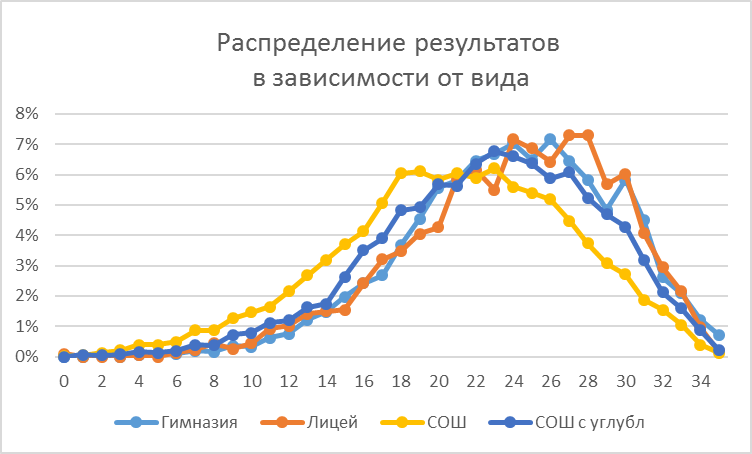 Распределение результатов
в зависимости от вида
8%
7%
6%
5%
4%
3%
2%
1%
0%
0 2 4 6 8 10 12 14 16 18 20 22 24 26 28 30 32 34
Гимназия Лицей СОШ СОШ с углубл